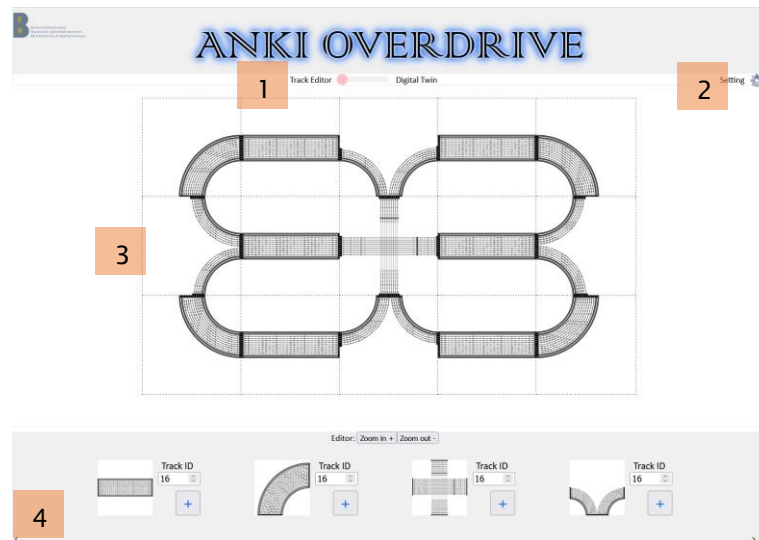 ANKI OVERDRIVE
1
Track Editor
Digital Twin
2
Setting
3
Editor: Zoom in + Zoom out -
Track ID
16
+
Track ID
16
+
Track ID
16
+
Track ID
16
+
4